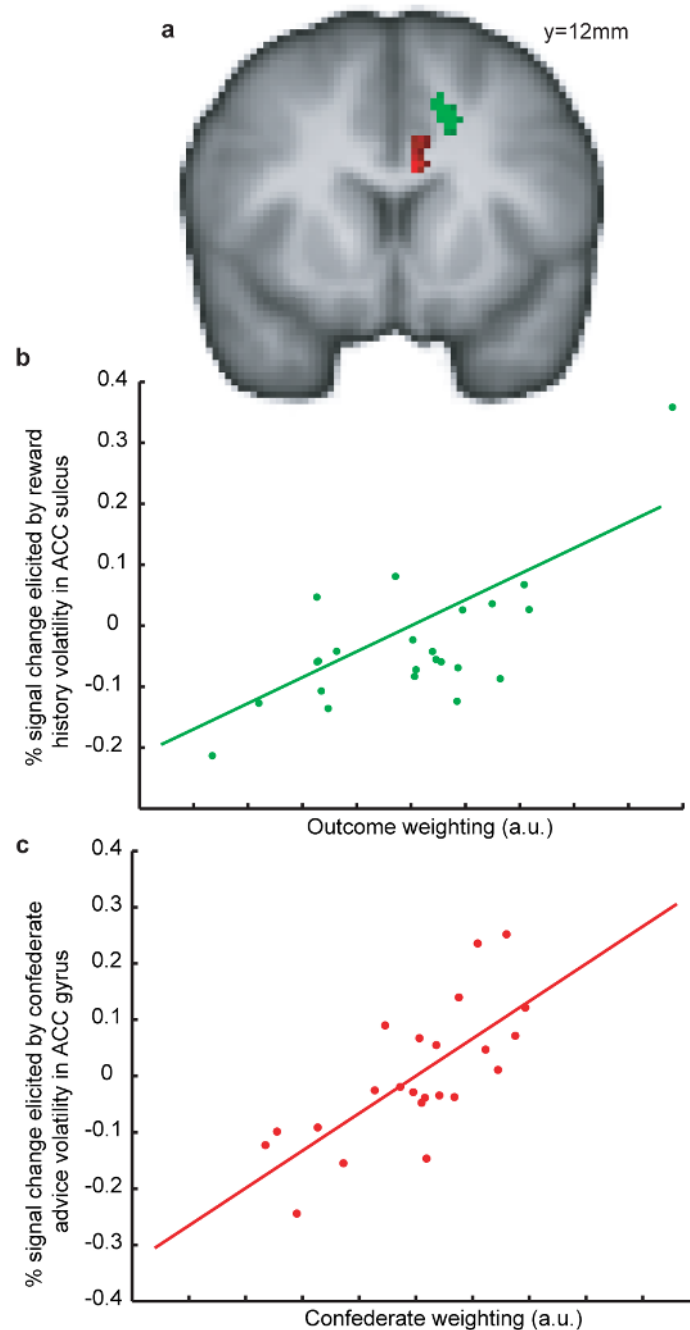 a
y=12mm
b
% signal change elicited by reward
history volatility in ACC sulcus
0.4
0.3
0.2
0.1
0
-0.1
-0.2
Outcome weighting (a.u.)
c
% signal change elicited by confederate
advice volatility in ACC gyrus
0.4
0.3
0.2
0.1
0
-0.1
-0.2
-0.3
-0.4
Confederate weighting (a.u.)